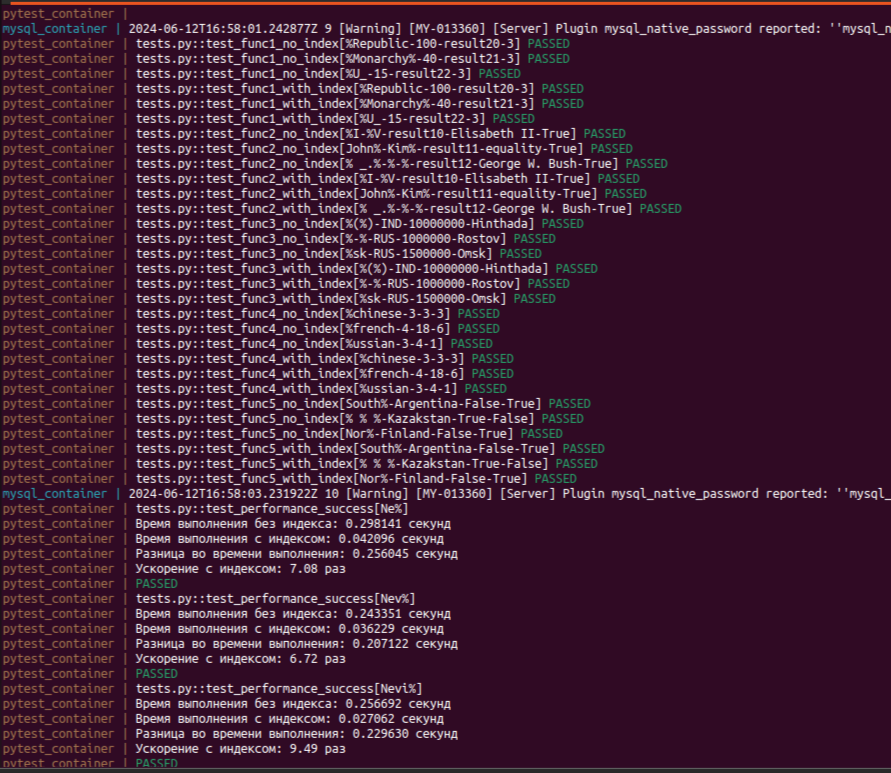 pytest_container |
mysql_container | 2024-06-12T16:58:01.242877Z 9 [Warning] [MY-013360] [Server] Plugin mysql_native_password reported: ''mysql_n
pytest_container | tests.py::test_func1_no_index[%Republic-100-result20-3] PASSED
pytest_container | tests.py::test_func1_no_index[%Monarchy%-40-result21-3] PASSED
pytest_container | tests.py::test_func1_no_index[%U_-15-result22-3] PASSED
pytest_container | tests.py::test_func1_with_index[%Republic-100-result20-3] PASSED
pytest_container | tests.py::test_func1_with_index[%Monarchy%-40-result21-3] PASSED
pytest_container | tests.py::test_func1_with_index[%U_-15-result22-3] PASSED
pytest_container | tests.py::test_func2_no_index[%I-%V-result10-Elisabeth II-True] PASSED
pytest_container | tests.py::test_func2_no_index[John%-Kim%-result11-equality-True] PASSED
pytest_container | tests.py::test_func2_no_index[% _.%-%-%-result12-George W. Bush-True] PASSED
pytest_container | tests.py::test_func2_with_index[%I-%V-result10-Elisabeth II-True] PASSED
pytest_container | tests.py::test_func2_with_index[John%-Kim%-result11-equality-True] PASSED
pytest_container | tests.py::test_func2_with_index[% _.%-%-%-result12-George W. Bush-True] PASSED
pytest_container | tests.py::test_func3_no_index[%(%)-IND-10000000-Hinthada] PASSED
pytest_container | tests.py::test_func3_no_index[%-%-RUS-1000000-Rostov] PASSED
pytest_container | tests.py::test_func3_no_index[%sk-RUS-1500000-Omsk] PASSED
pytest_container | tests.py::test_func3_with_index[%(%)-IND-10000000-Hinthada] PASSED
pytest_container | tests.py::test_func3_with_index[%-%-RUS-1000000-Rostov] PASSED
pytest_container | tests.py::test_func3_with_index[%sk-RUS-1500000-Omsk] PASSED
pytest_container | tests.py::test_func4_no_index[%chinese-3-3-3] PASSED
pytest_container | tests.py::test_func4_no_index[%french-4-18-6] PASSED
pytest_container | tests.py::test_func4_no_index[%ussian-3-4-1] PASSED
pytest_container | tests.py::test_func4_with_index[%chinese-3-3-3] PASSED
pytest_container | tests.py::test_func4_with_index[%french-4-18-6] PASSED
pytest_container | tests.py::test_func4_with_index[%ussian-3-4-1] PASSED
pytest_container | tests.py::test_func5_no_index[South%-Argentina-False-True] PASSED
pytest_container | tests.py::test_func5_no_index[% % %-Kazakstan-True-False] PASSED
pytest_container | tests.py::test_func5_no_index[Nor%-Finland-False-True] PASSED
pytest_container | tests.py::test_func5_with_index[South%-Argentina-False-True] PASSED
pytest_container | tests.py::test_func5_with_index[% % %-Kazakstan-True-False] PASSED
pytest_container | tests.py::test_func5_with_index[Nor%-Finland-False-True] PASSED
mysql_container | 2024-06-12T16:58:03.231922Z 10 [Warning] [MY-013360] [Server] Plugin mysql_native_password reported: ''mysql_
pytest_container | tests.py::test_performance_success[Ne%]
pytest_container | Время выполнения без индекса: 0.298141 секунд
pytest_container | Время выполнения с индексом: 0.042096 секунд
pytest_container | Разница во времени выполнения: 0.256045 секунд
pytest_container | Ускорение с индексом: 7.08 раз
pytest_container | PASSED
pytest_container | tests.py::test_performance_success[Nev%]
pytest_container | Время выполнения без индекса: 0.243351 секунд
pytest_container | Время выполнения с индексом: 0.036229 секунд
pytest_container | Разница во времени выполнения: 0.207122 секунд
pytest_container | Ускорение с индексом: 6.72 раз
pytest_container | PASSED
pytest_container | tests.py::test_performance_success[Nevi%]
pytest_container | Время выполнения без индекса: 0.256692 секунд
pytest_container | Время выполнения с индексом: 0.027062 секунд
pytest_container | Разница во времени выполнения: 0.229630 секунд
pytest_container | Ускорение с индексом: 9.49 раз
pytest_container | PASSED